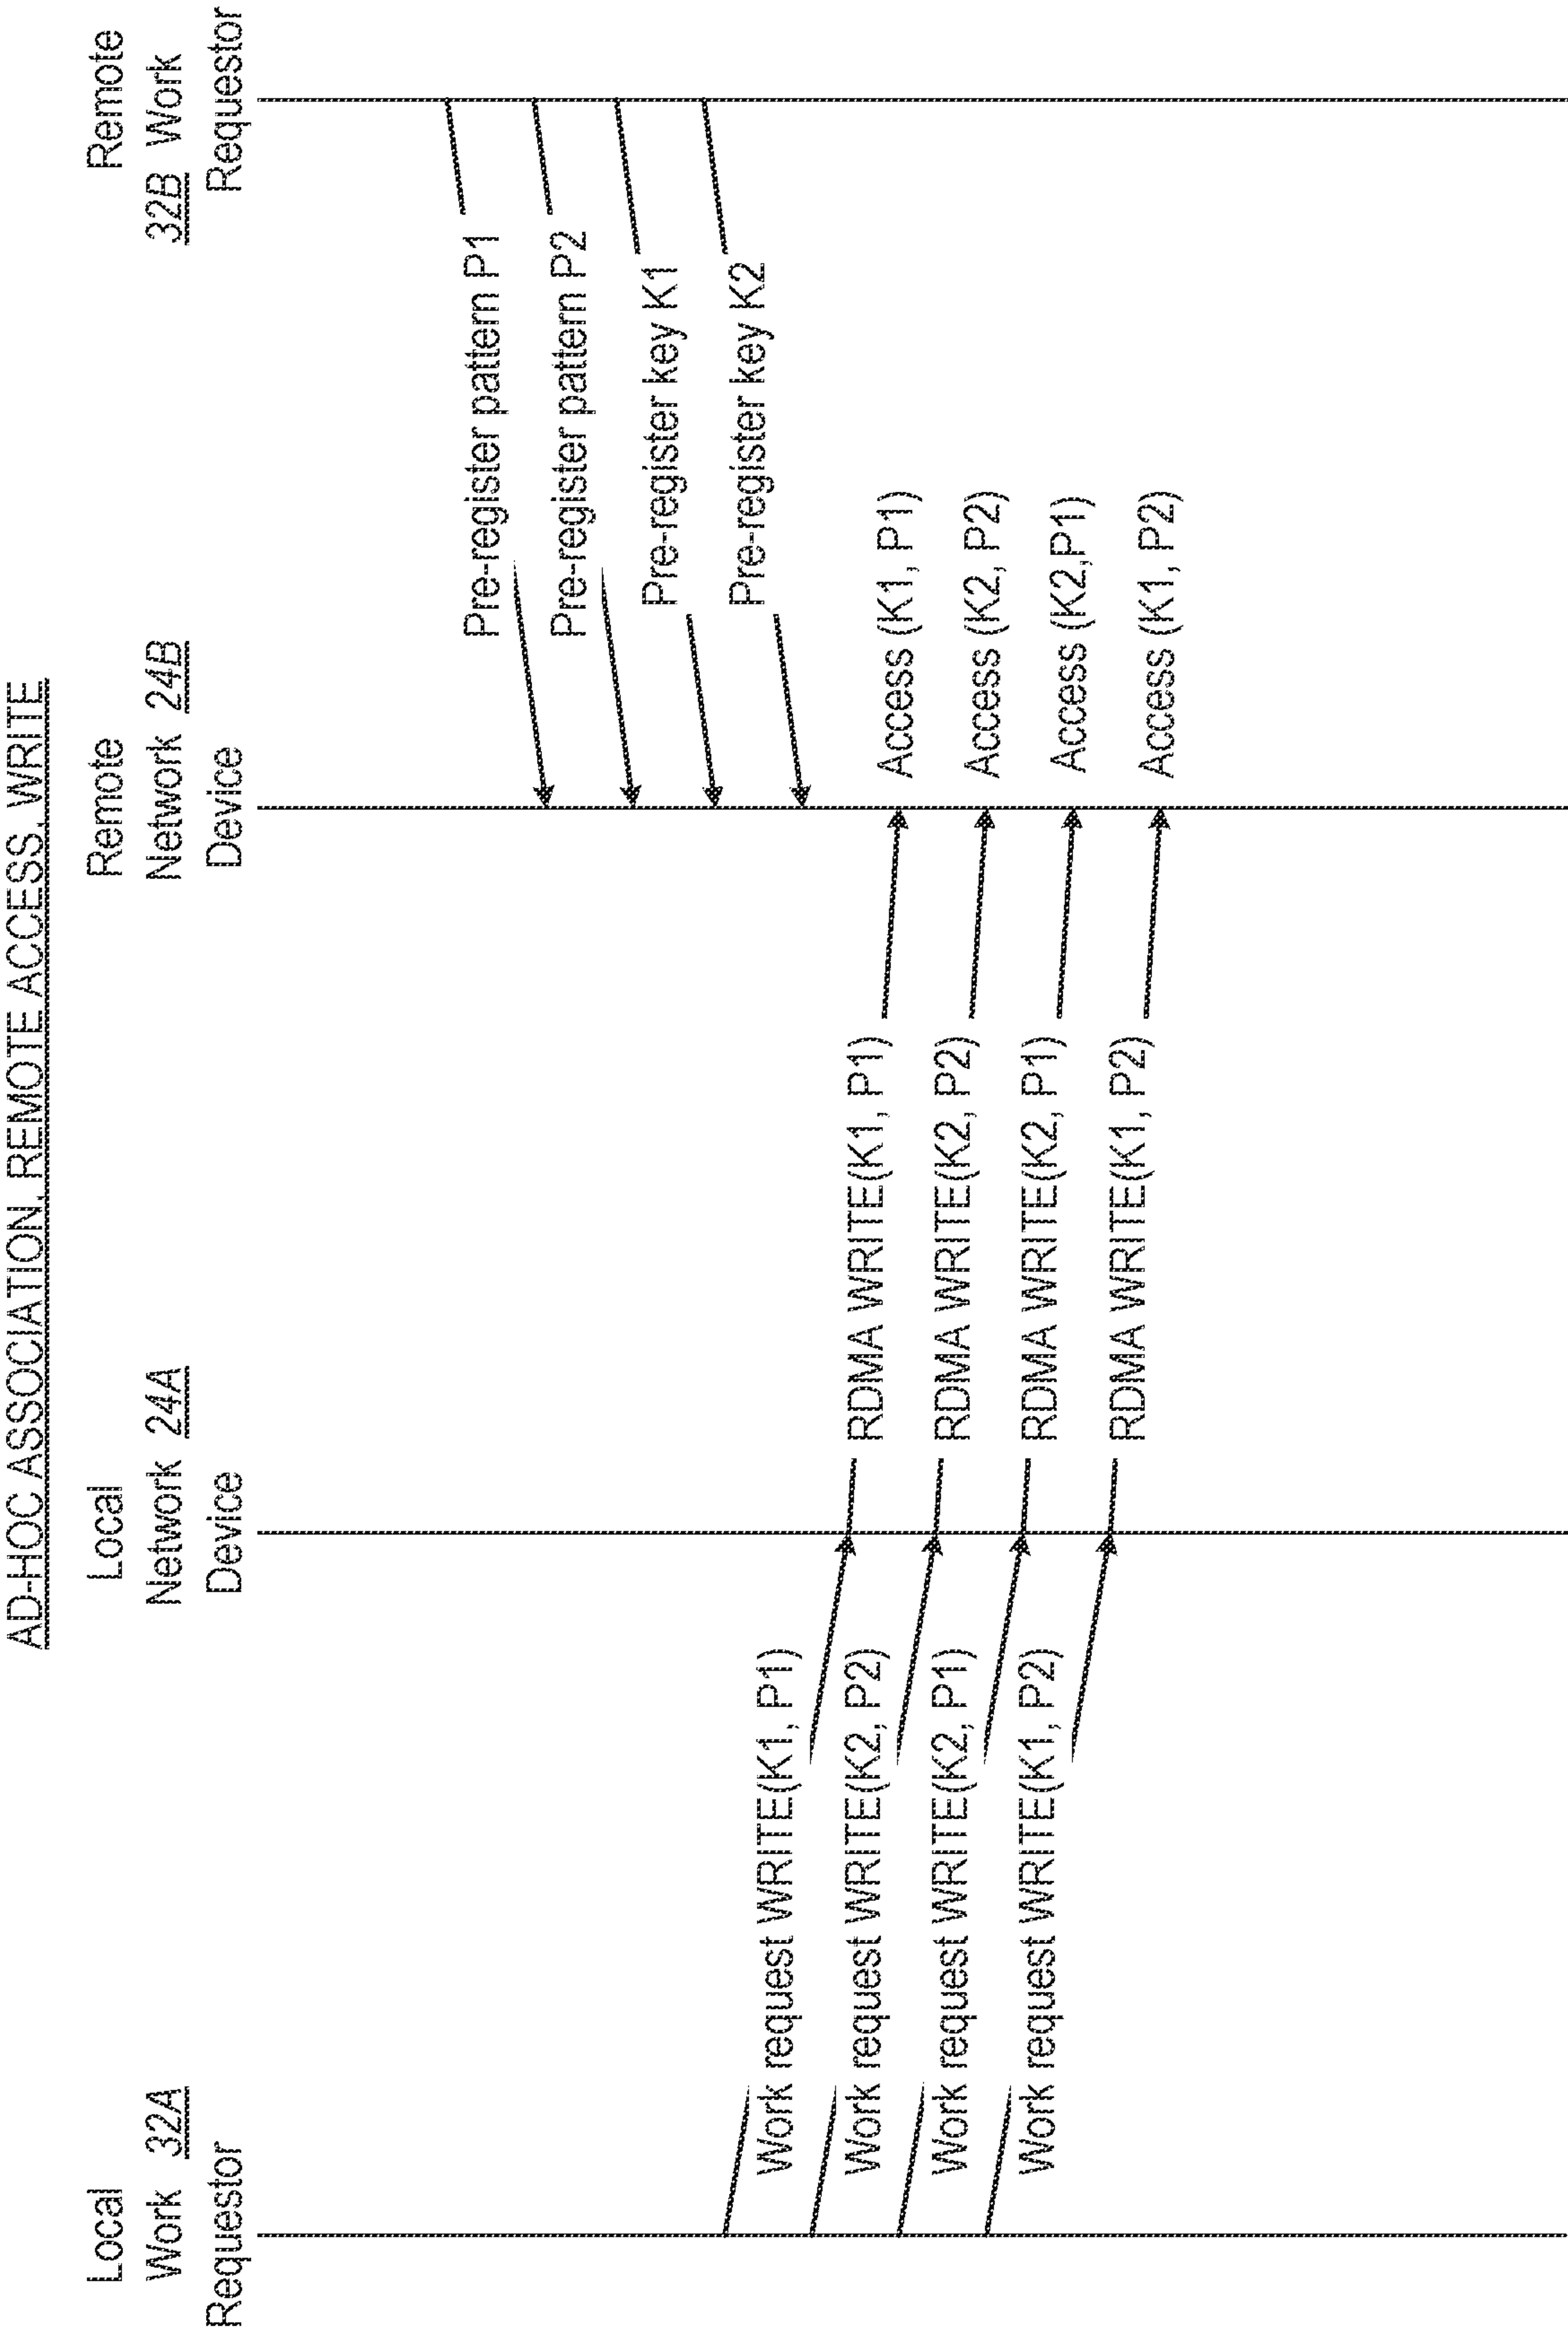 AD-HOC ASSOCIATION, REMOTE ACCESS, WRITE
Local
Work 32A
Requestor
Local
Network 24A
Device
Remote
Network 24B
Device
Remote
32B Work
Requestor
Pre-register pattern P1
Pre-register pattern P2
Pre-register key K1
Pre-register key K2
Work request WRITE(K1, P1)
Work request WRITE(K2, P2)
Work request WRITE(K2, P1)
Work request WRITE(K1, P2)
RDMA WRITE(K1, P1)
RDMA WRITE(K2, P2)
RDMA WRITE(K2, P1)
RDMA WRITE(K1, P2)
Access (K1, P1)
Access (K2, P2)
Access (K2,P1)
Access (K1, P2)